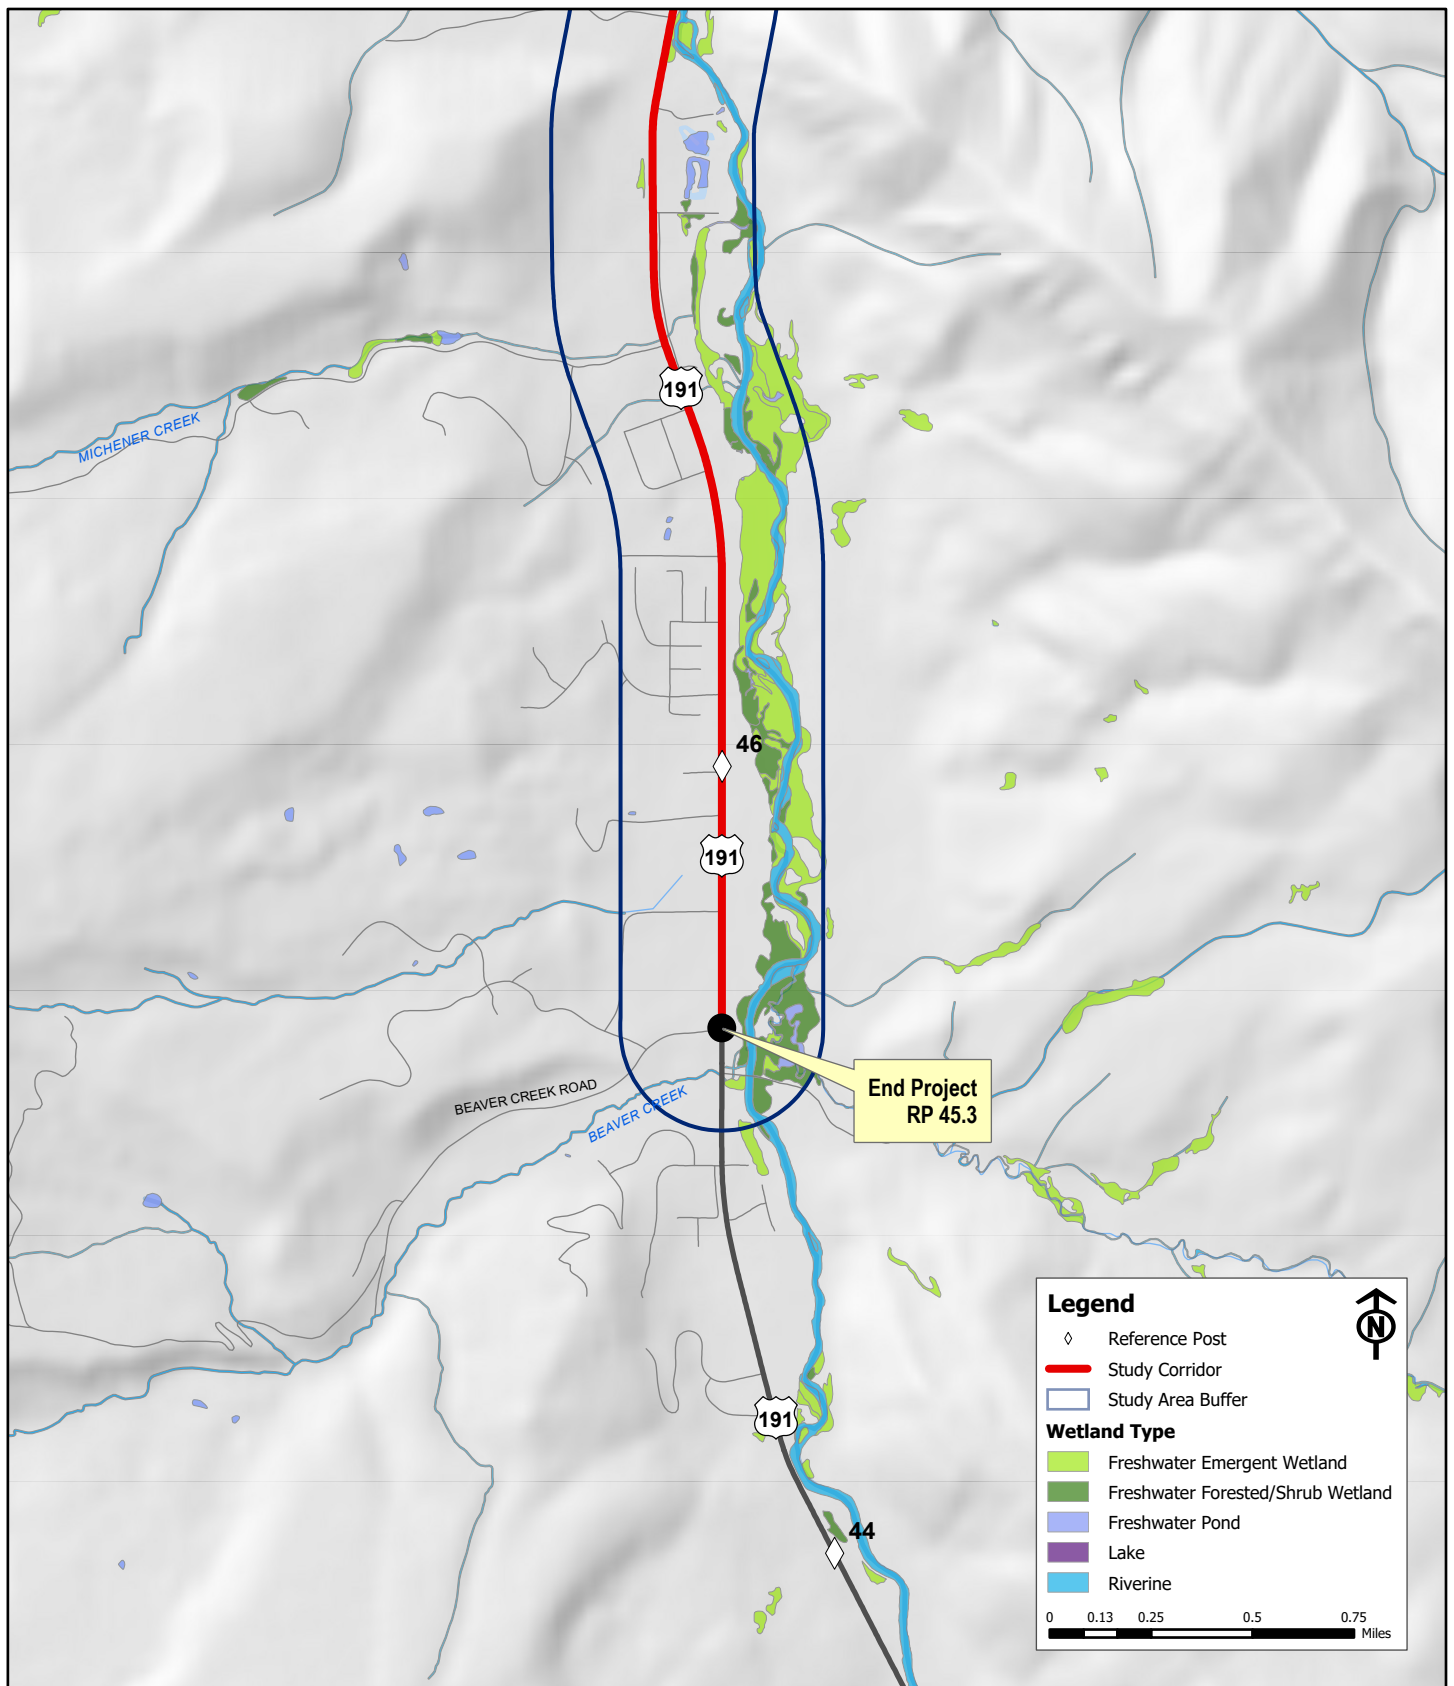 191
MICHENER CREEK
46
191
End Project
RP 45.3
BEAVER CREEK ROAD
BEAVER CREEK
191
44
Legend
N
Reference Post
Study Corridor
Study Area Buffer
Wetland Type
Freshwater Emergent Wetland
Freshwater Forested/Shrub Wetland
Freshwater Pond
Lake
Riverine
0 0.13 0.25 0.5 0.75
Miles